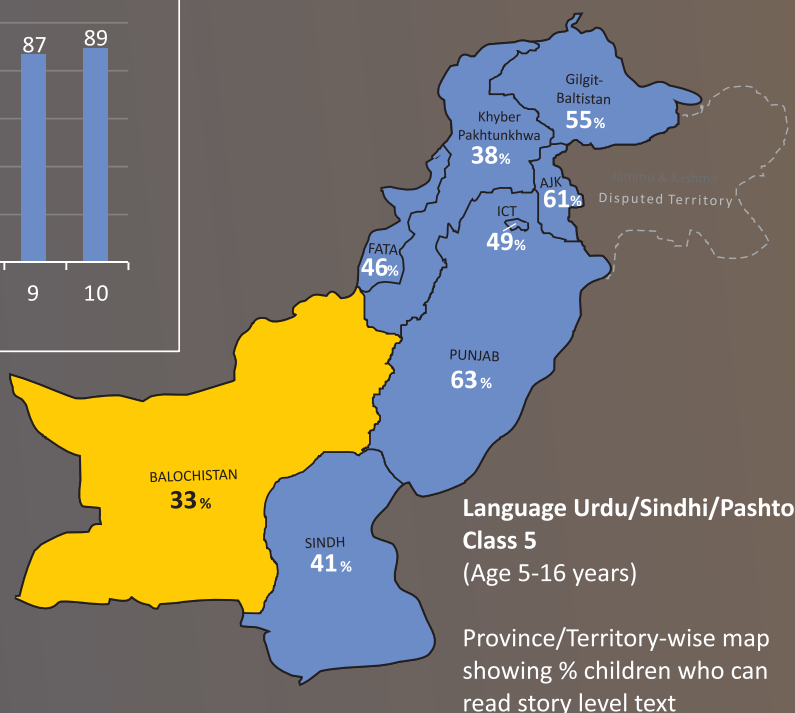 87
89
9
10
Gilgit-
Baltistan
55%
Khyber
Pakhtunkhwa
38%
AJK
61%
Jammu & Kashmir
Disputed Territory
ICT
49%
FATA
46%
PUNJAB
63%
BALOCHISTAN
33%
SINDH
41%
Language Urdu/Sindhi/Pashto
Class 5
(Age 5-16 years)
Province/Territory-wise map
showing % children who can
read story level text